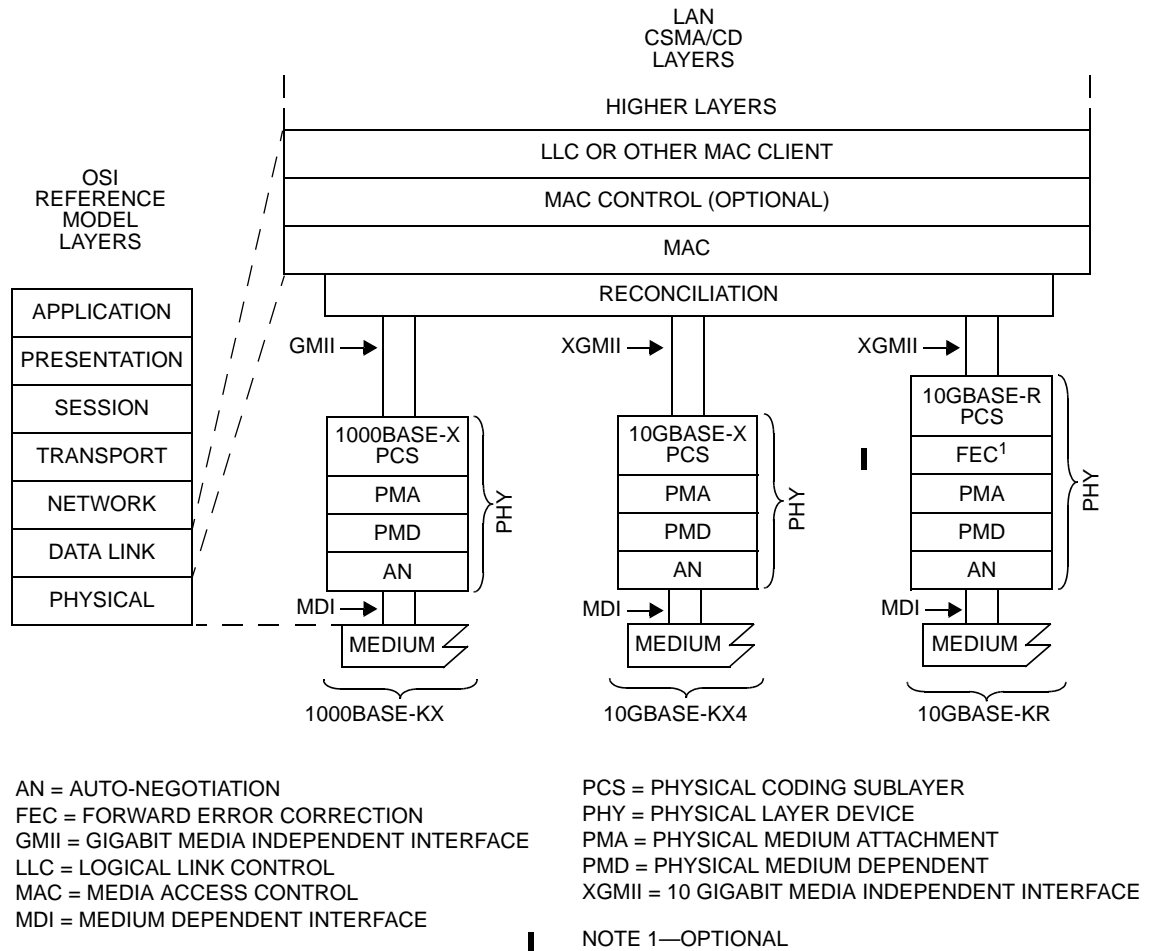 LAN
CSMA/CD
LAYERS
HIGHER LAYERS
LLC OR OTHER MAC CLIENT
MAC CONTROL (OPTIONAL)
MAC
RECONCILIATION
OSI
REFERENCE
MODEL
LAYERS
APPLICATION
PRESENTATION
SESSION
TRANSPORT
NETWORK
DATA LINK
PHYSICAL
GMII
1000BASE-X
PCS
PMA
PMD
AN
PHY
MDI
MEDIUM
1000BASE-KX
XGMII
10GBASE-X
PCS
PMA
PMD
AN
PHY
MDI
MEDIUM
10GBASE-KX4
XGMII
10GBASE-R
PCS
FEC¹
PMA
PMD
AN
PHY
MDI
MEDIUM
10GBASE-KR
AN = AUTO-NEGOTIATION
FEC = FORWARD ERROR CORRECTION
GMII = GIGABIT MEDIA INDEPENDENT INTERFACE
LLC = LOGICAL LINK CONTROL
MAC = MEDIA ACCESS CONTROL
MDI = MEDIUM DEPENDENT INTERFACE
PCS = PHYSICAL CODING SUBLAYER
PHY = PHYSICAL LAYER DEVICE
PMA = PHYSICAL MEDIUM ATTACHMENT
PMD = PHYSICAL MEDIUM DEPENDENT
XGMII = 10 GIGABIT MEDIA INDEPENDENT INTERFACE
NOTE 1—OPTIONAL